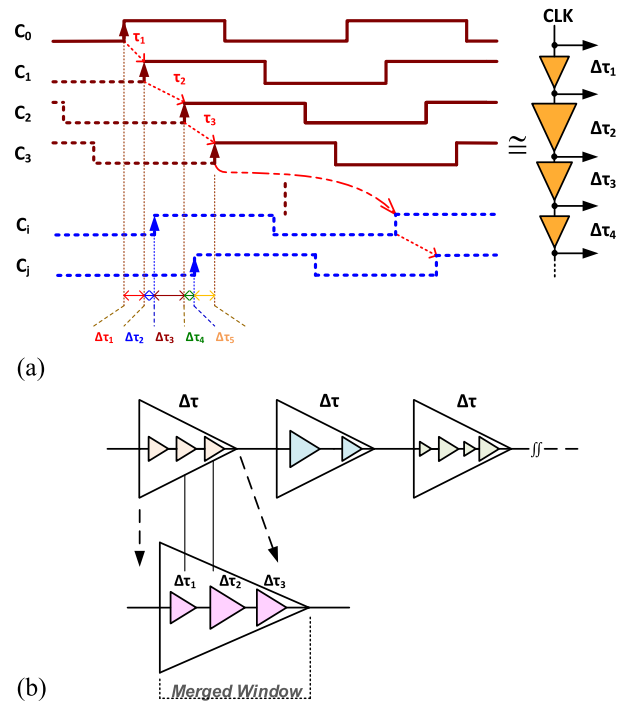 C0
τ1
C1
τ2
C2
τ3
C3
Ci
Cj
Δτ1 Δτ2 Δτ3 Δτ4 Δτ5
≅
CLK
Δτ1
Δτ2
Δτ3
Δτ4
(a)
Δτ Δτ Δτ
∬
Δτ1 Δτ2 Δτ3
Merged Window
(b)